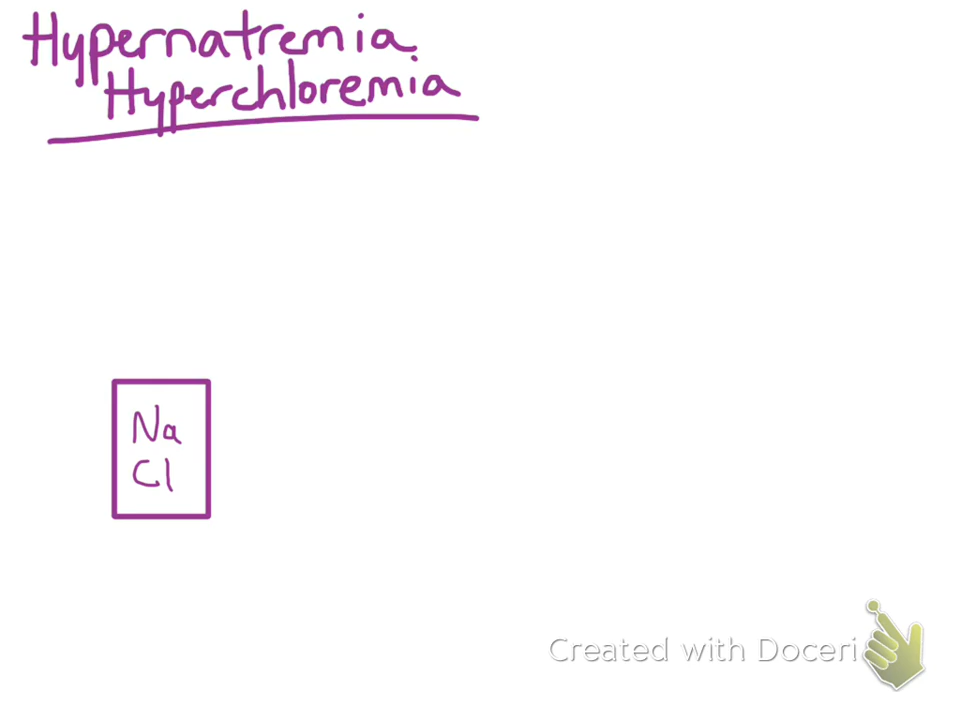 Hypernatremia
Hyperchloremia
Na
Cl
Created with Doceri